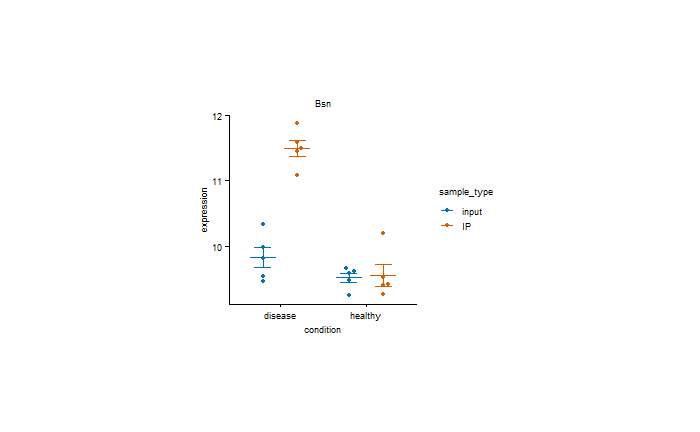 Bsn
12
11
10
expression
disease
healthy
condition
sample_type
input
IP